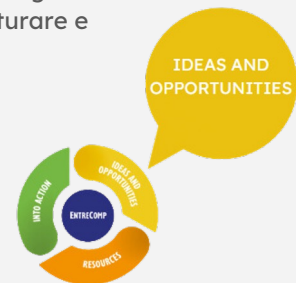 turare e
IDEAS AND
OPPORTUNITIES
IDEAS AND
OPPORTUNITIES
INTO ACTION
ENTRECOMP
RESOURCES